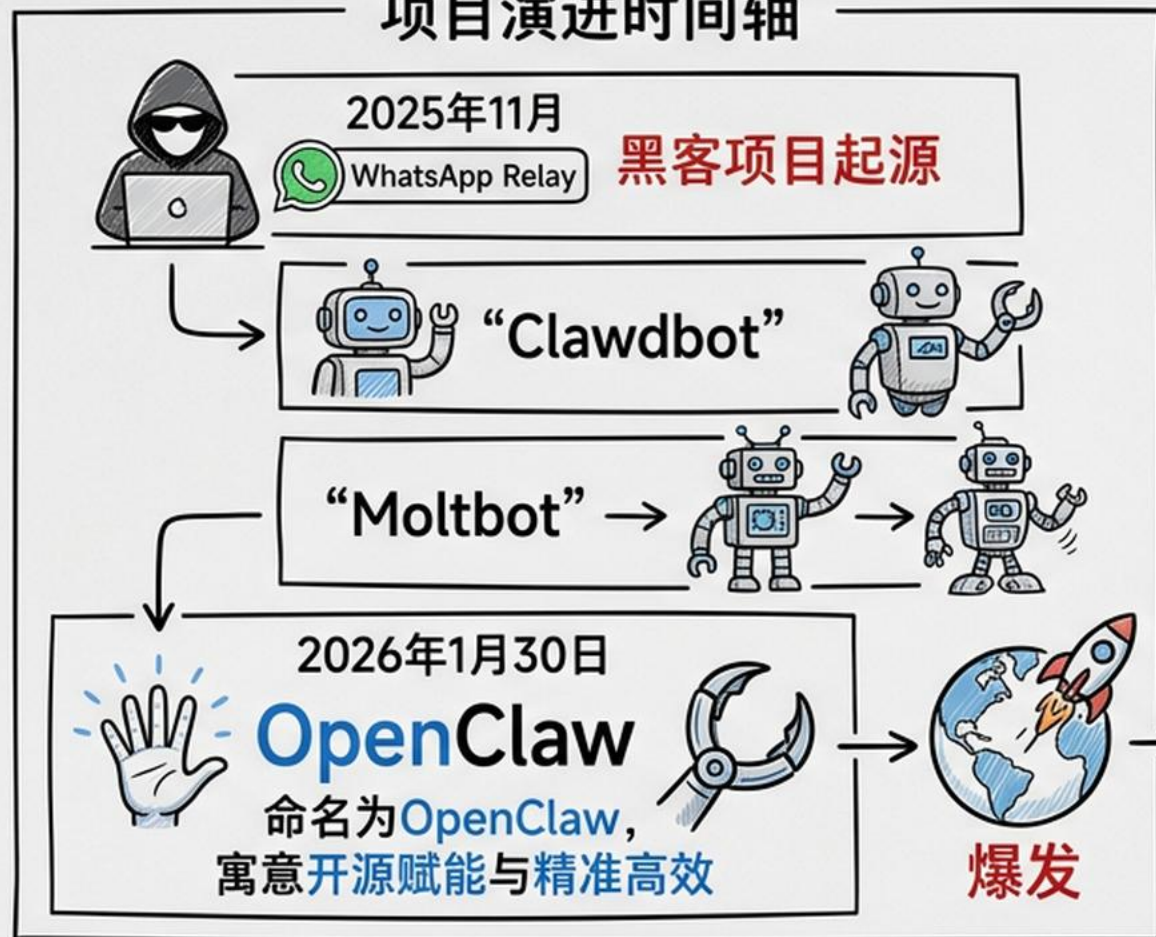 项目演进时间轴
2025年11月
WhatsApp Relay
黑客项目起源
“Clawdbot”
“Moltbot”
2026年1月30日
OpenClaw
命名为OpenClaw，
寓意开源赋能与精准高效
爆发